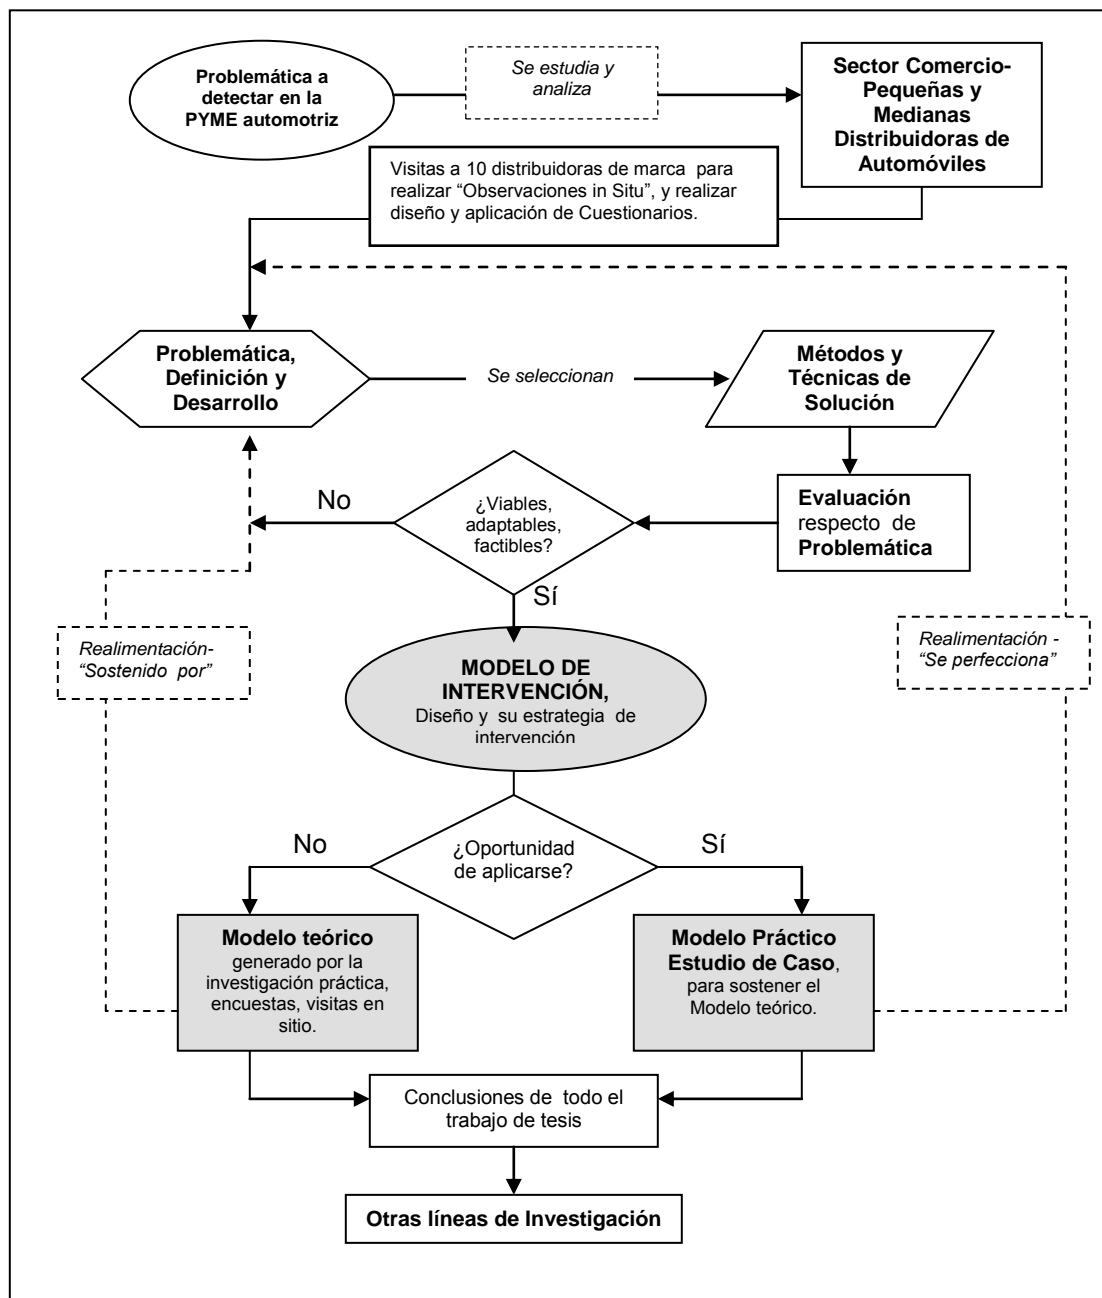 Problemática a
detectar en la
PYME automotriz
Se estudia y
analiza
Sector Comercio-
Pequeñas y
Medianas
Distribuidoras de
Automóviles
Visitas a 10 distribuidoras de marca para
realizar “Observaciones in Situ”, y realizar
diseño y aplicación de Cuestionarios.
Problemática,
Definición y
Desarrollo
Se seleccionan
Métodos y
Técnicas de
Solución
Evaluación
respecto de
Problemática
¿Viables,
adaptables,
factibles?
No
Sí
Realimentación-
“Sostenido por”
Realimentación -
“Se perfecciona”
MODELO DE
INTERVENCIÓN,
Diseño y su estrategia de
intervención
¿Oportunidad
de aplicarse?
No
Sí
Modelo teórico
generado por la
investigación práctica,
encuestas, visitas en
sitio.
Modelo Práctico
Estudio de Caso,
para sostener el
Modelo teórico.
Conclusiones de todo el
trabajo de tesis
Otras líneas de Investigación